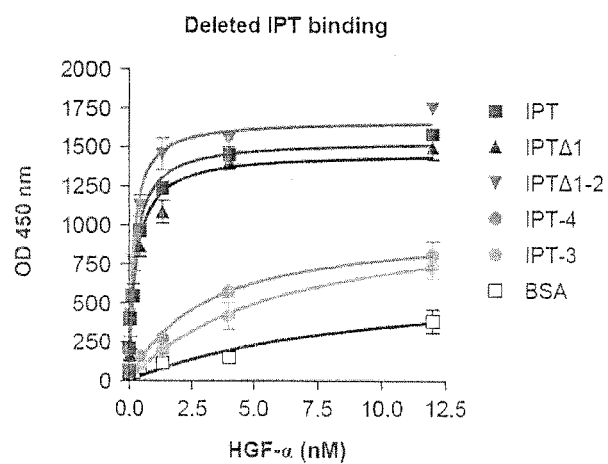 Deleted IPT binding
2000
1750
1500
1250
1000
750
500
250
0
OD 450 nm
0.0 2.5 5.0 7.5 10.0 12.5
HGF-α (nM)
IPT
IPTΔ1
IPTΔ1-2
IPT-4
IPT-3
BSA